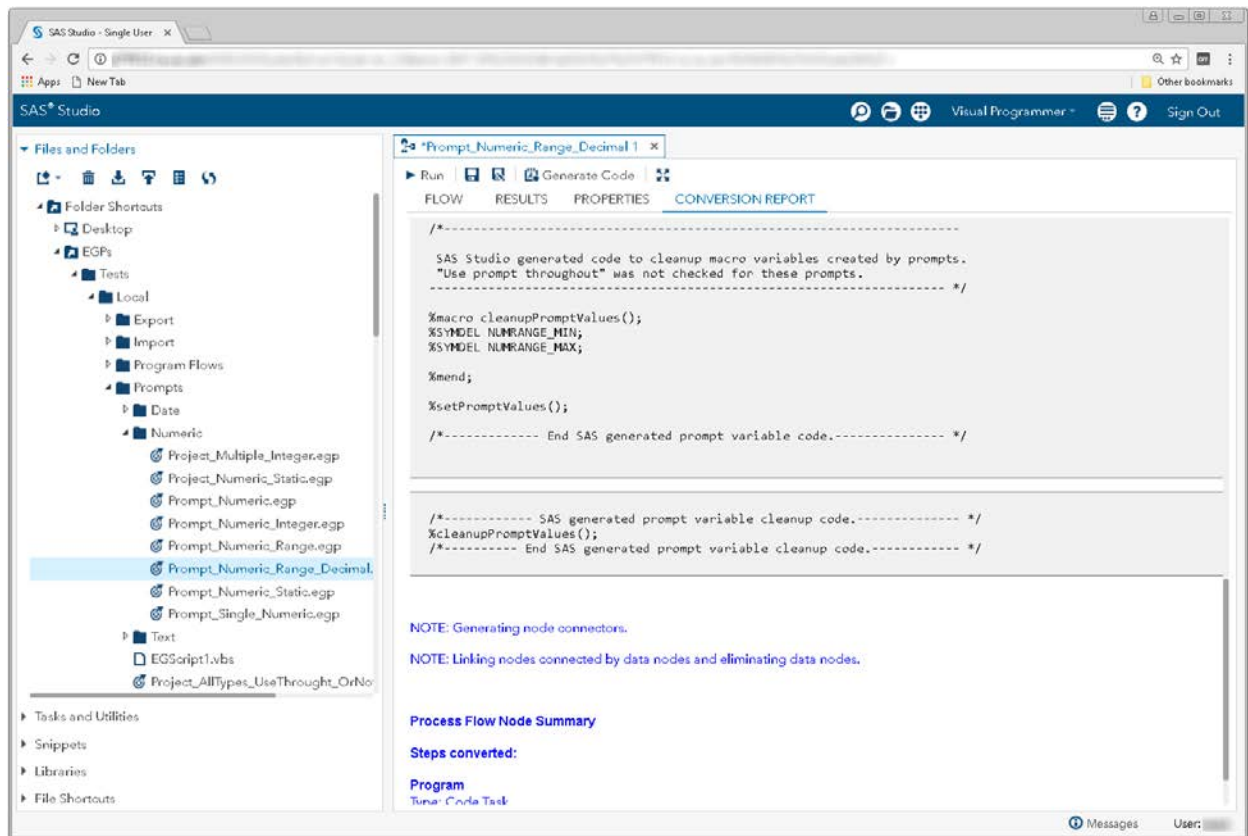 SAS Studio - Single User
Apps New Tab
Other bookmarks
SAS® Studio
Visual Programmer
Sign Out
Files and Folders
Folder Shortcuts
Desktop
EGPs
Tests
Local
Export
Import
Program Flows
Prompts
Date
Numeric
Project_Multiple_Integer.egp
Project_Numeric_Static.egp
Prompt_Numeric.egp
Prompt_Numeric_Integer.egp
Prompt_Numeric_Range.egp
Prompt_Numeric_Range_Decimal.
Prompt_Numeric_Static.egp
Prompt_Single_Numeric.egp
Text
EGScript1.vbs
Project_AllTypes_UseThrought_OrNo
Tasks and Utilities
Snippets
Libraries
File Shortcuts
*Prompt_Numeric_Range_Decimal 1
Run Generate Code
FLOW RESULTS PROPERTIES CONVERSION REPORT
/*-----------------------------------------------------------------------
SAS Studio generated code to cleanup macro variables created by prompts.
"Use prompt throughout" was not checked for these prompts.
----------------------------------------------------------------------- */
%macro cleanupPromptValues();
%SYMDEL NUMRANGE_MIN;
%SYMDEL NUMRANGE_MAX;
%mend;
%setPromptValues();
/*------------- End SAS generated prompt variable code.--------------- */
/*------------ SAS generated prompt variable cleanup code.-------------- */
%cleanupPromptValues();
/*---------- End SAS generated prompt variable cleanup code.------------ */
NOTE: Generating node connectors.
NOTE: Linking nodes connected by data nodes and eliminating data nodes.
Process Flow Node Summary
Steps converted:
Program
Type: Code Task
Messages User: